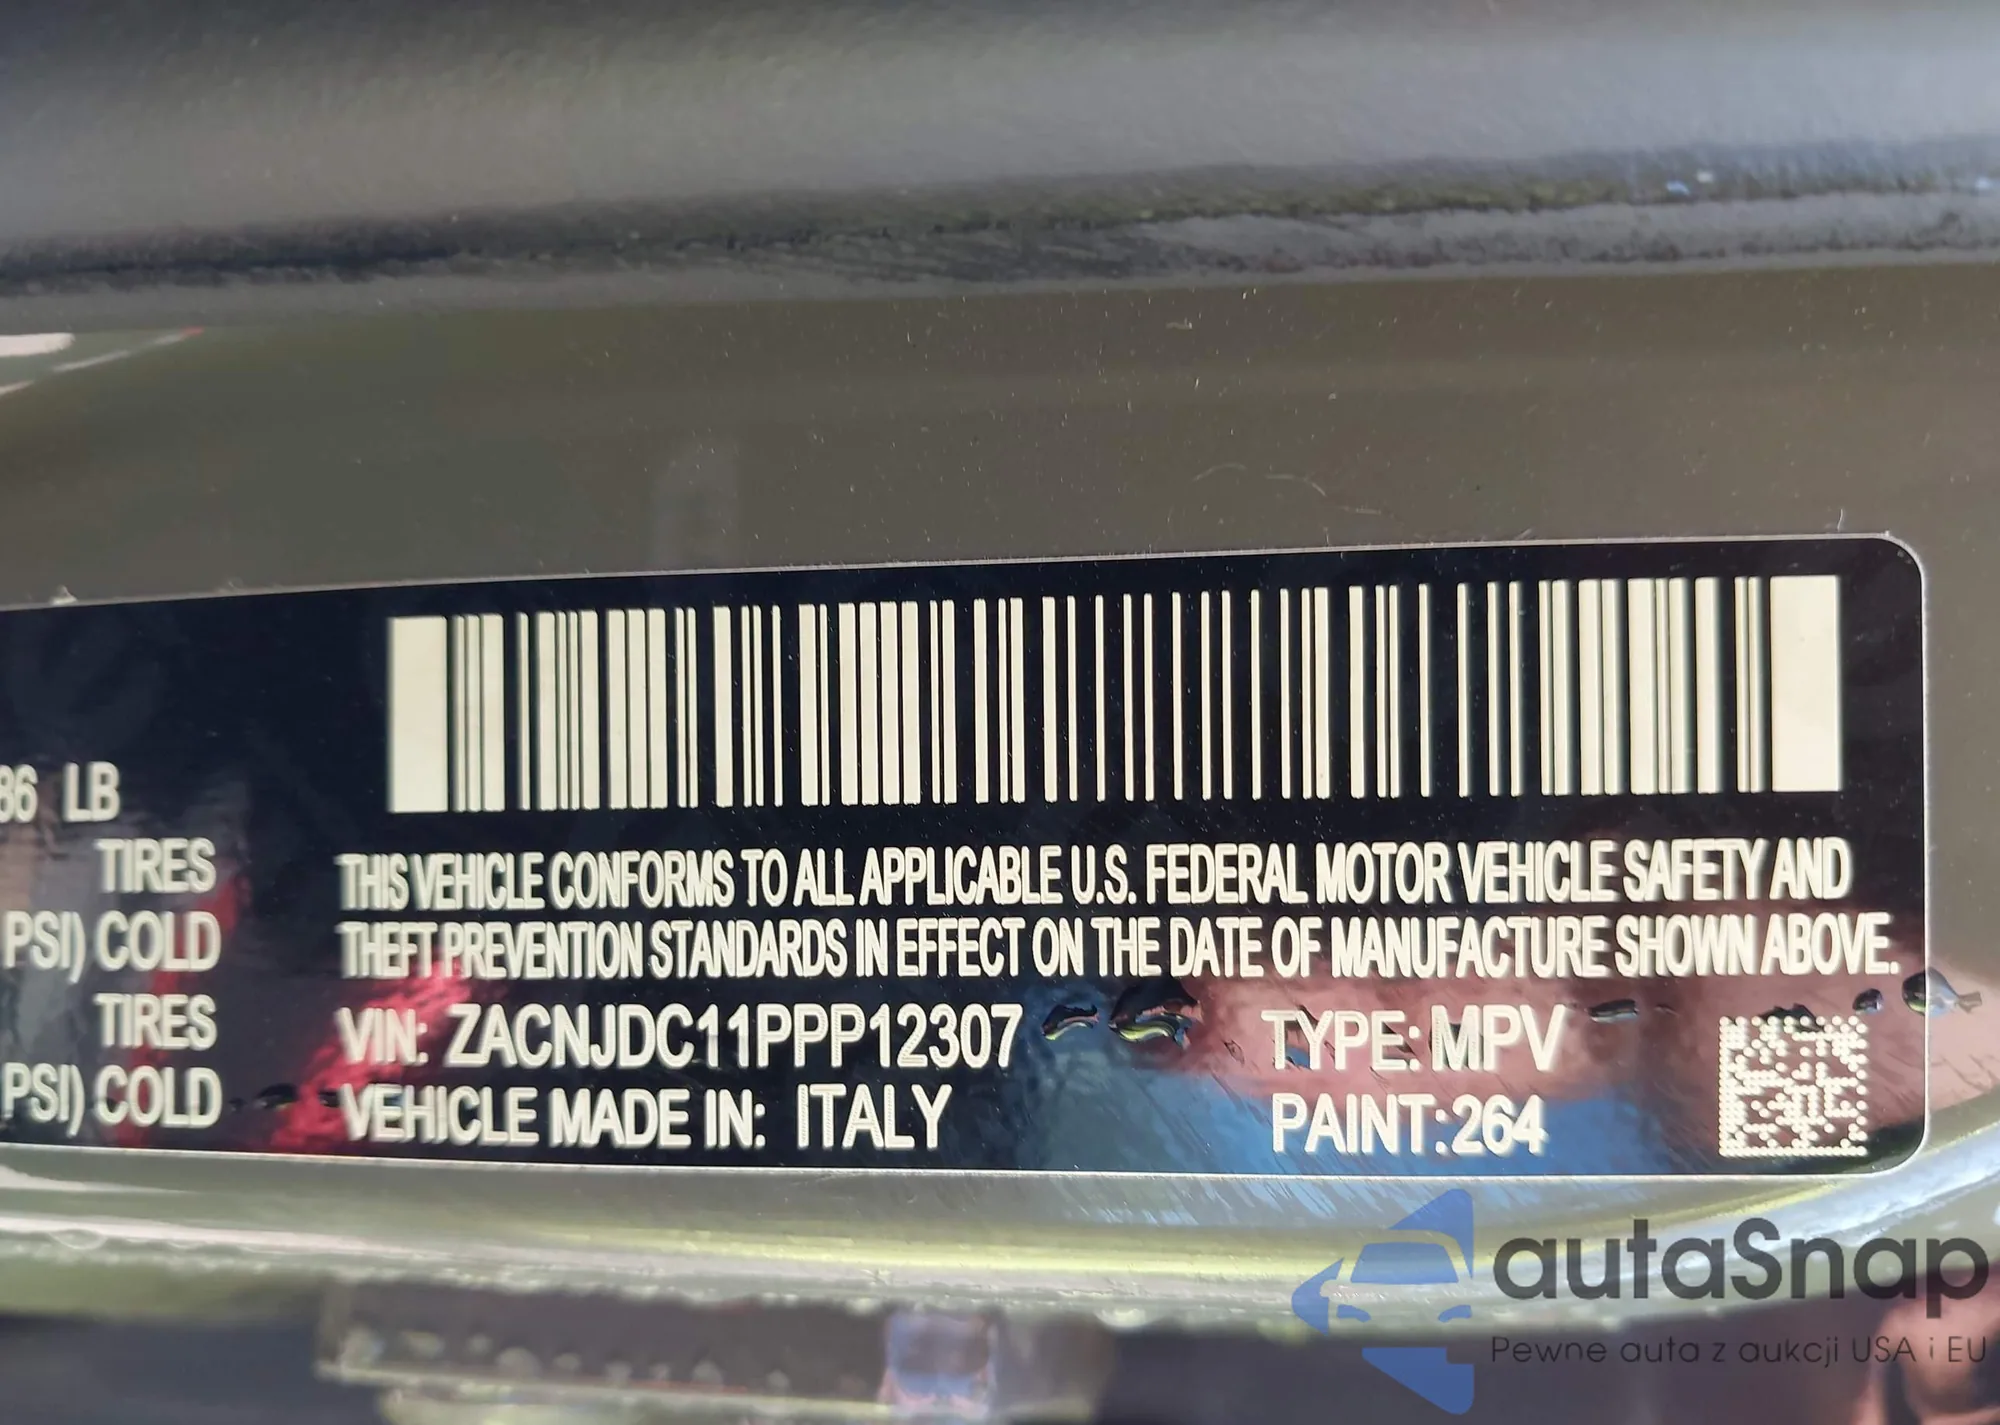 86 LB
TIRES
PSI) COLD
TIRES
PSI) COLD
THIS VEHICLE CONFORMS TO ALL APPLICABLE U.S. FEDERAL MOTOR VEHICLE SAFETY AND
THEFT PREVENTION STANDARDS IN EFFECT ON THE DATE OF MANUFACTURE SHOWN ABOVE.
VIN: ZACNJDC11PPP12307
TYPE: MPV
VEHICLE MADE IN: ITALY
PAINT: 264
autaSnap
Pewne auta z aukcji USA i EU